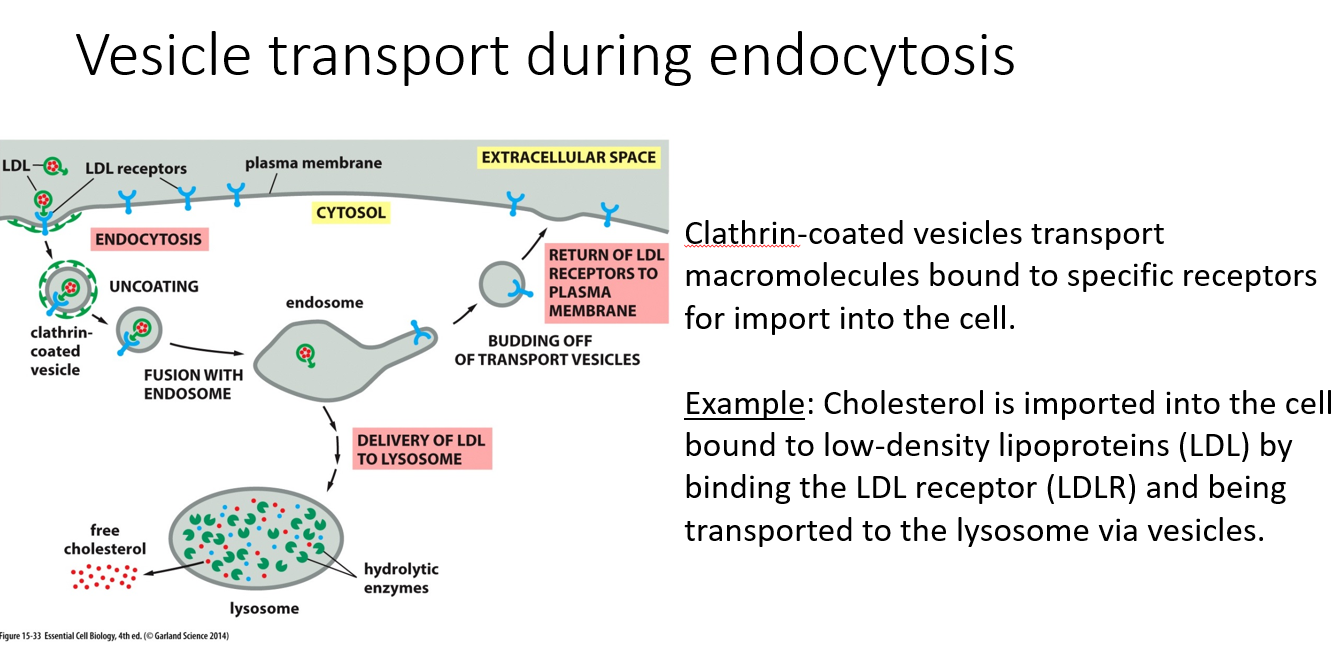 Vesicle transport during endocytosis
LDL
LDL receptors
plasma membrane
EXTRACELLULAR SPACE
CYTOSOL
ENDOCYTOSIS
UNCOATING
clathrin-
coated
vesicle
FUSION WITH
ENDOSOME
endosome
RETURN OF LDL
RECEPTORS TO
PLASMA
MEMBRANE
BUDDING OFF
OF TRANSPORT VESICLES
DELIVERY OF LDL
TO LYSOSOME
free
cholesterol
hydrolytic
enzymes
lysosome
Figure 15-33 Essential Cell Biology, 4th ed. (© Garland Science 2014)
Clathrin-coated vesicles transport
macromolecules bound to specific receptors
for import into the cell.
Example: Cholesterol is imported into the cell
bound to low-density lipoproteins (LDL) by
binding the LDL receptor (LDLR) and being
transported to the lysosome via vesicles.